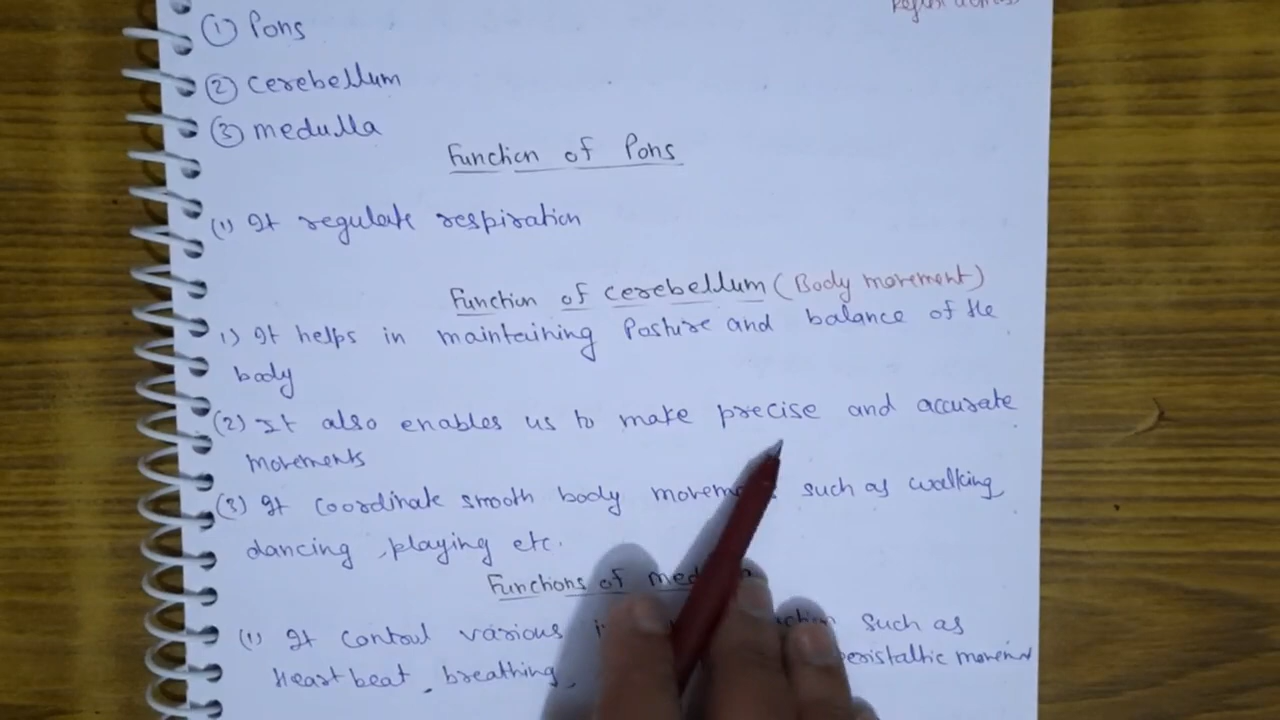 ① Pons
② Cerebellum
③ medulla
Function of Pons
(1) It regulate respiration
Function of cerebellum (Body movement)
1) It helps in maintaining Posture and balance of the
body
(2) It also enables us to make precise and accurate
movements
(3) It coordinate smooth body such as walking
dancing, playing etc.
Functions of
(1) It control various such as
Heart beat, breathing, peristaltic